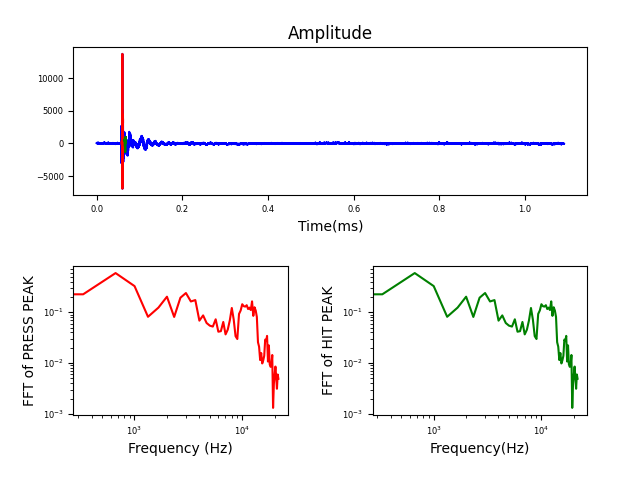 Amplitude
10000
5000
0
−5000
0.0 0.2 0.4 0.6 0.8 1.0
Time(ms)
FFT of PRESS PEAK
10⁻¹
10⁻²
10⁻³
10³ 10⁴
Frequency (Hz)
FFT of HIT PEAK
10⁻¹
10⁻²
10⁻³
10³ 10⁴
Frequency(Hz)